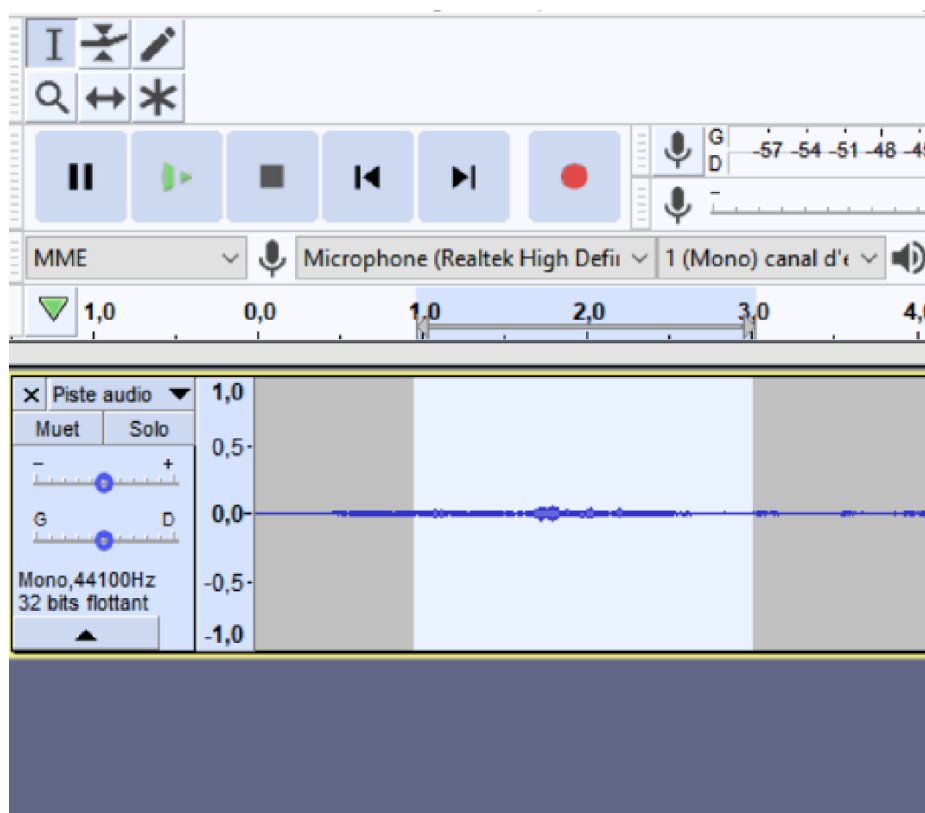 G
D
-57 -54 -51 -48
MME
Microphone (Realtek High Defin
1 (Mono) canal d'e
1,0 0,0 1,0 2,0 3,0 4,
Piste audio
1,0
Muet Solo
0,5-
- +
G D
0,0-
Mono,44100Hz
32 bits flottant
-0,5-
-1,0